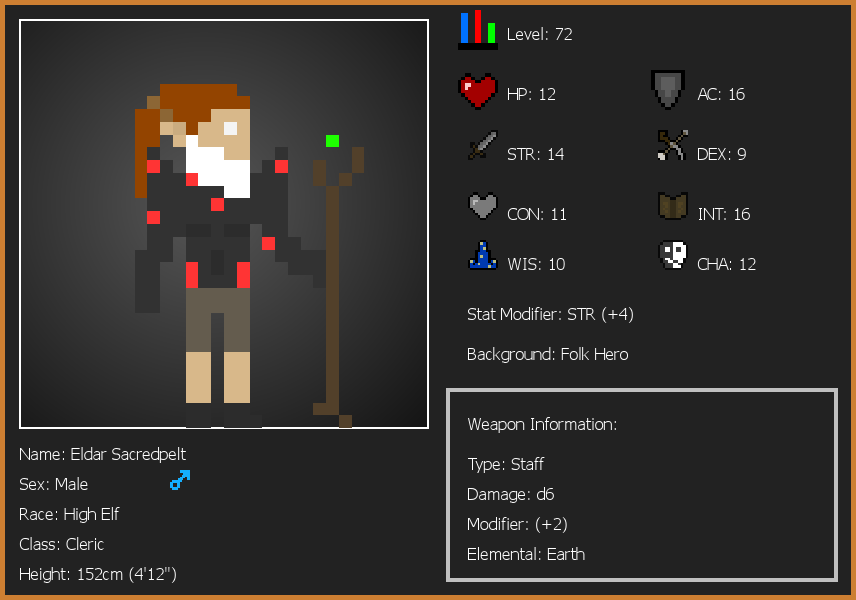 Level: 72
HP: 12
AC: 16
STR: 14
DEX: 9
CON: 11
INT: 16
WIS: 10
CHA: 12
Stat Modifier: STR (+4)
Background: Folk Hero
Weapon Information:
Type: Staff
Damage: d6
Modifier: (+2)
Elemental: Earth
Name: Eldar Sacredpelt
Sex: Male
Race: High Elf
Class: Cleric
Height: 152cm (4'12")